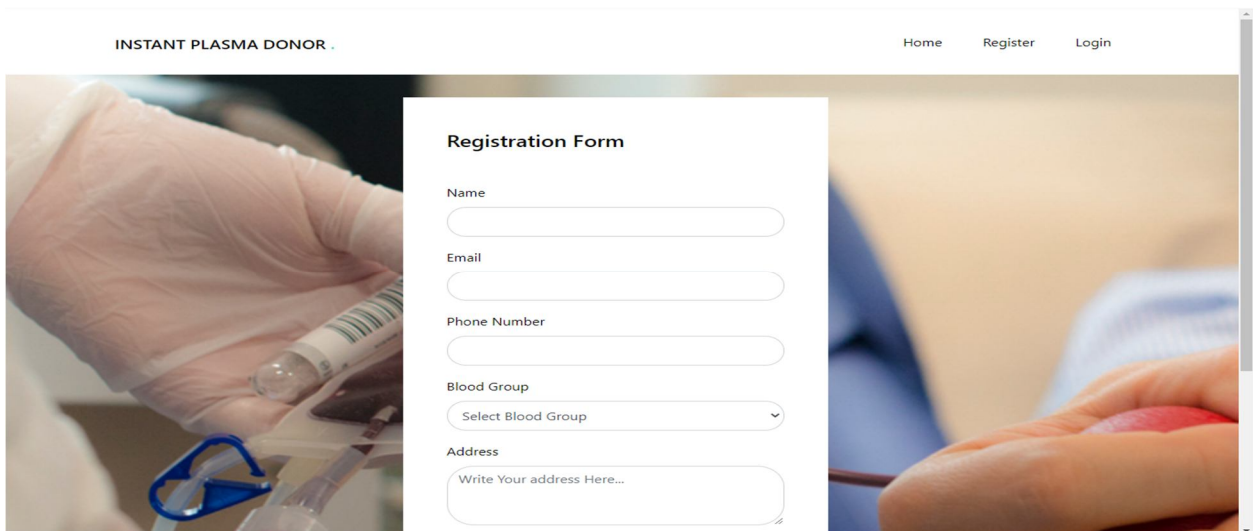 INSTANT PLASMA DONOR .
Home Register Login
Registration Form
Name
Email
Phone Number
Blood Group
Select Blood Group
Address
Write Your address Here...